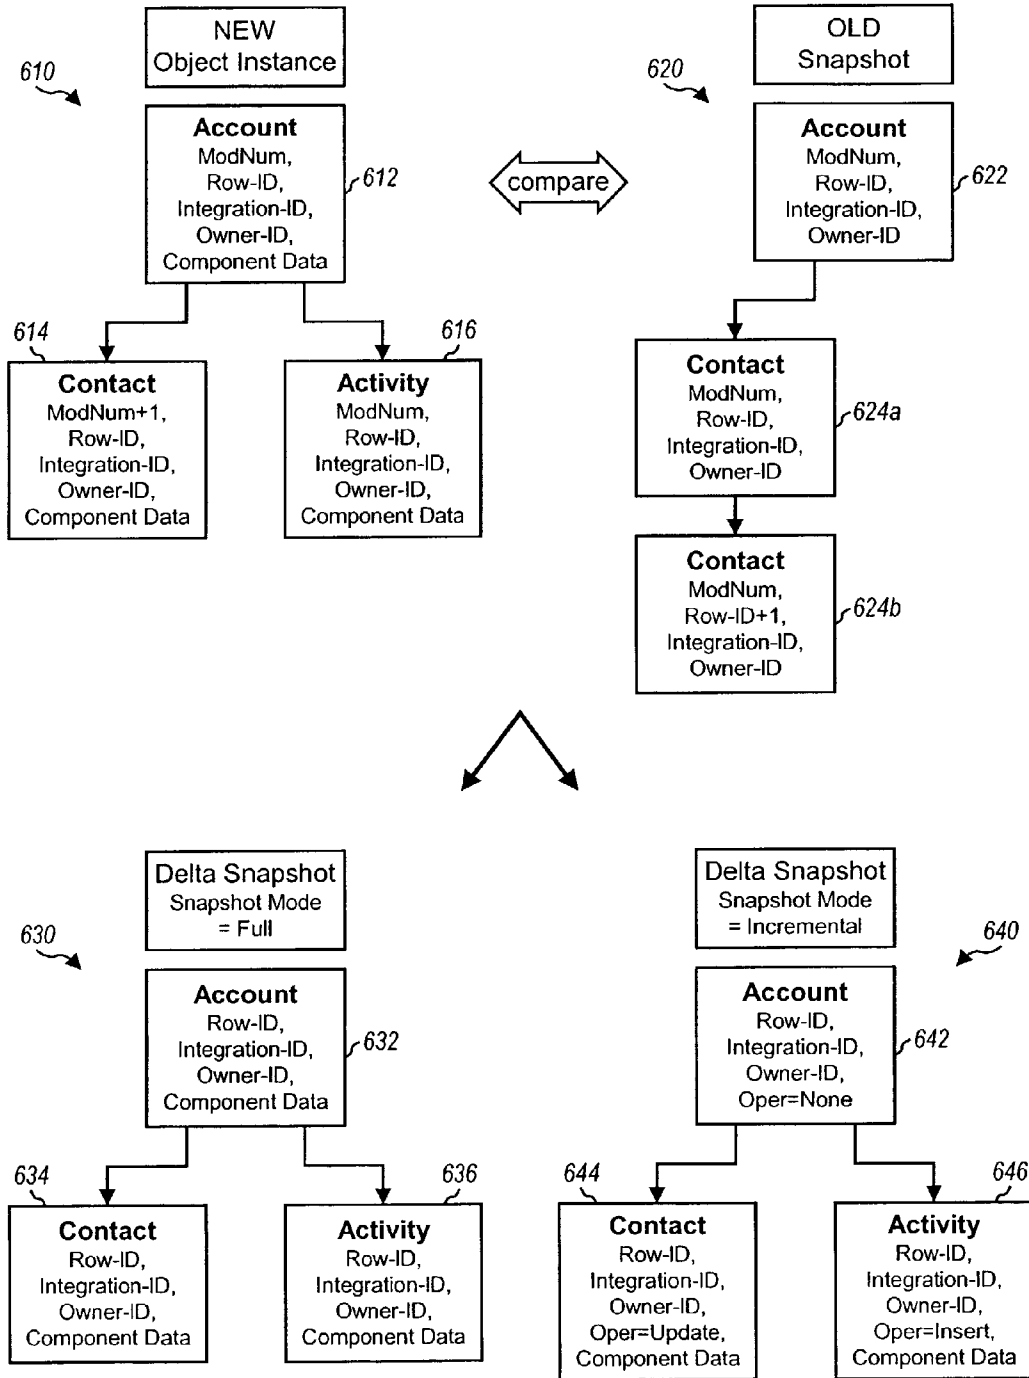 NEW
Object Instance
610
Account
ModNum,
Row-ID,
Integration-ID,
Owner-ID,
Component Data
612
compare
OLD
Snapshot
620
Account
ModNum,
Row-ID,
Integration-ID,
Owner-ID
622
614
Contact
ModNum+1,
Row-ID,
Integration-ID,
Owner-ID,
Component Data
616
Activity
ModNum,
Row-ID,
Integration-ID,
Owner-ID,
Component Data
Contact
ModNum,
Row-ID,
Integration-ID,
Owner-ID
624a
Contact
ModNum,
Row-ID+1,
Integration-ID,
Owner-ID
624b
Delta Snapshot
Snapshot Mode
= Full
630
Account
Row-ID,
Integration-ID,
Owner-ID,
Component Data
632
634
Contact
Row-ID,
Integration-ID,
Owner-ID,
Component Data
636
Activity
Row-ID,
Integration-ID,
Owner-ID,
Component Data
Delta Snapshot
Snapshot Mode
= Incremental
640
Account
Row-ID,
Integration-ID,
Owner-ID,
Oper=None
642
644
Contact
Row-ID,
Integration-ID,
Owner-ID,
Oper=Update,
Component Data
646
Activity
Row-ID,
Integration-ID,
Owner-ID,
Oper=Insert,
Component Data